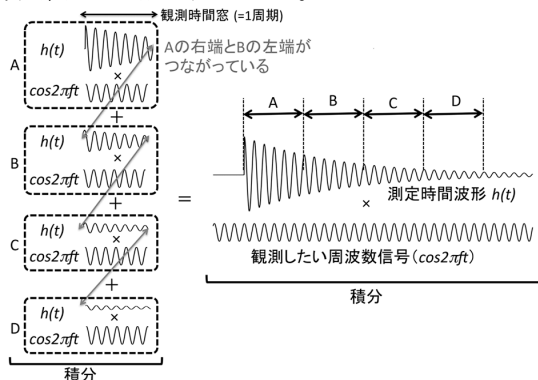 観測時間窓 (=1周期)
Aの右端とBの左端が
つながっている
A
h(t)
×
cos2πft
+
B
h(t)
×
cos2πft
+
C
h(t)
×
cos2πft
+
D
h(t)
×
cos2πft
積分
=
A B C D
測定時間波形 h(t)
×
観測したい周波数信号(cos2πft)
積分